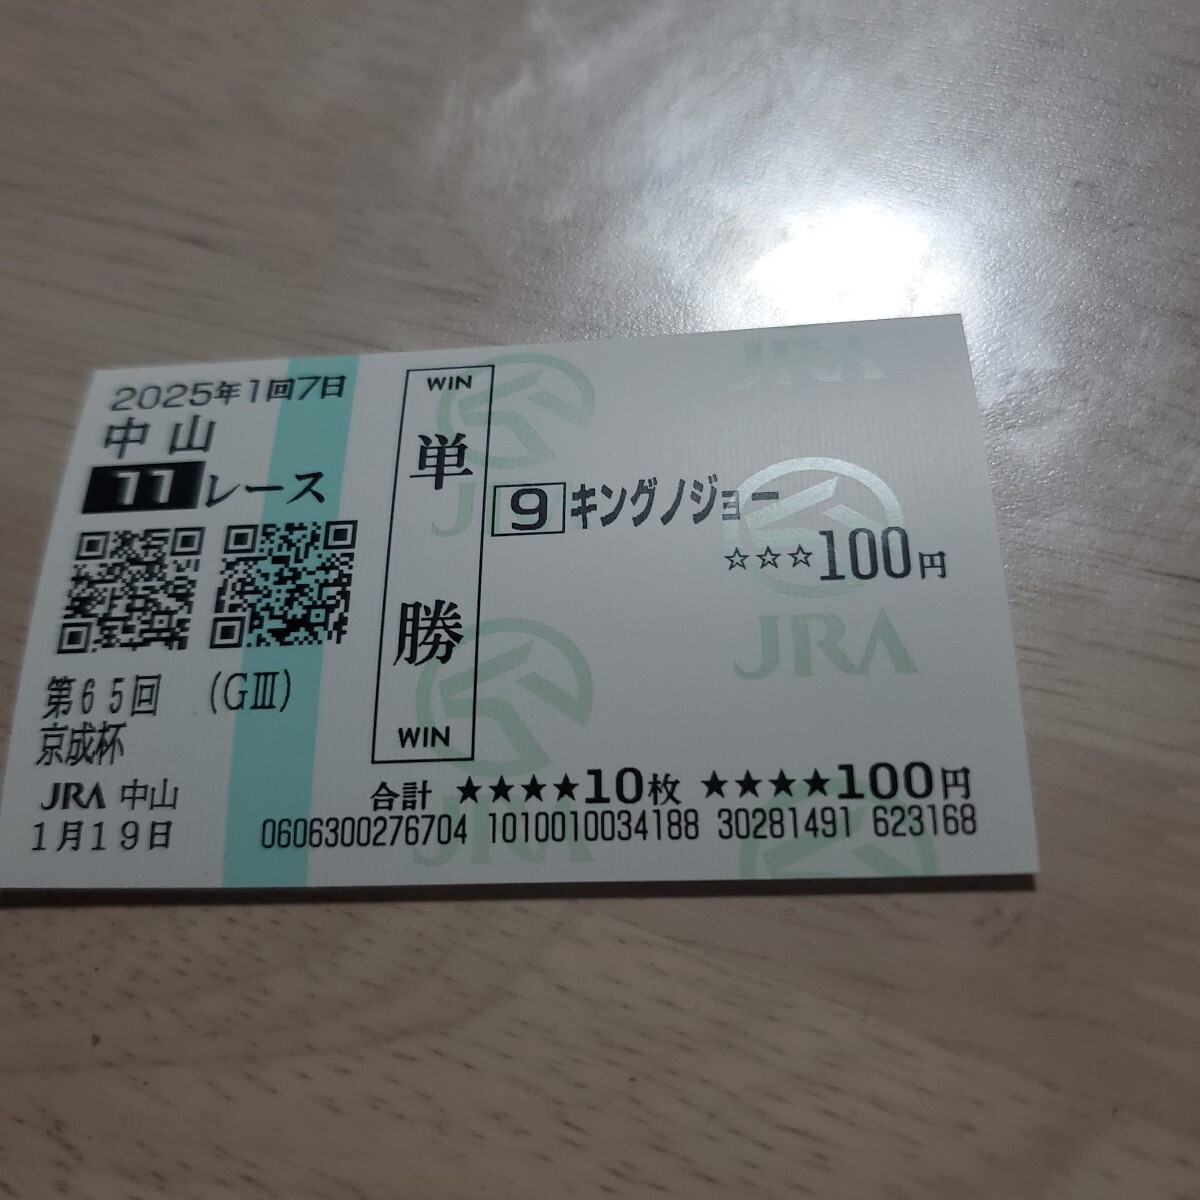 2025年1回7日
中山
11レース
第65回 (GⅢ)
京成杯
JRA 中山
1月19日
WIN
単勝
WIN
9 キングノジョー
☆☆☆100円
合計 ★★★★10枚 ★★★★100円
0606300276704 1010010034188 30281491 623168
JRA
JRA
JRA
JRA